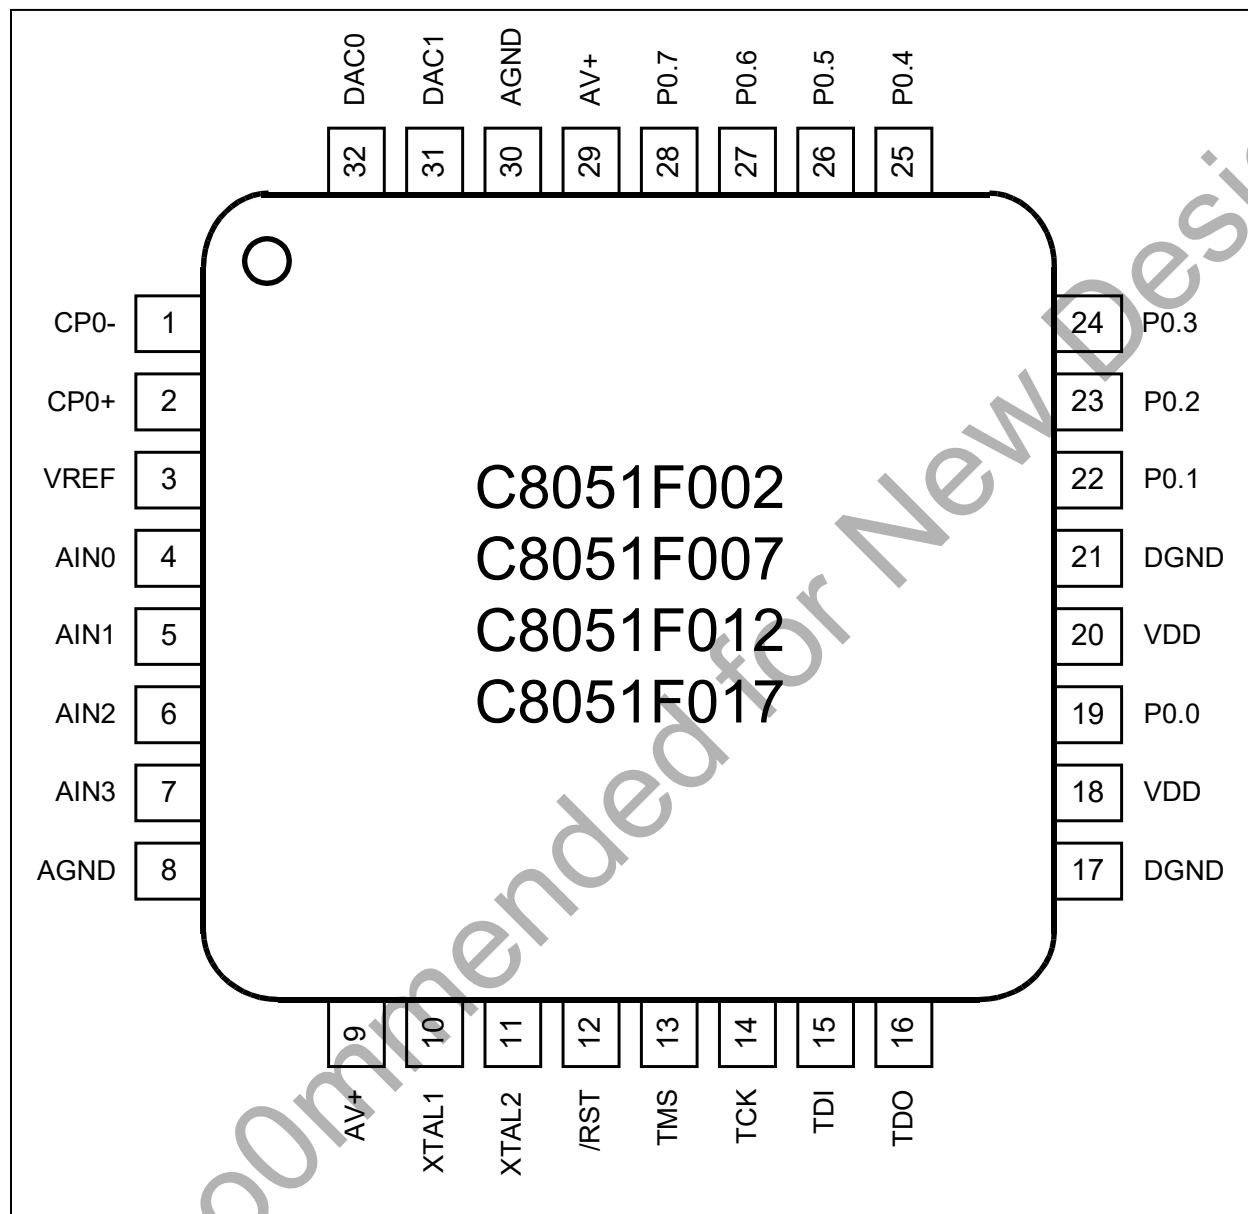 DAC0 DAC1 AGND AV+ P0.7 P0.6 P0.5 P0.4
32 31 30 29 28 27 26 25
CP0- 1 24 P0.3
CP0+ 2 23 P0.2
VREF 3 22 P0.1
AIN0 4 21 DGND
AIN1 5 20 VDD
AIN2 6 19 P0.0
AIN3 7 18 VDD
AGND 8 17 DGND
C8051F002
C8051F007
C8051F012
C8051F017
9 10 11 12 13 14 15 16
AV+ XTAL1 XTAL2 /RST TMS TCK TDI TDO
mmended for New Desi